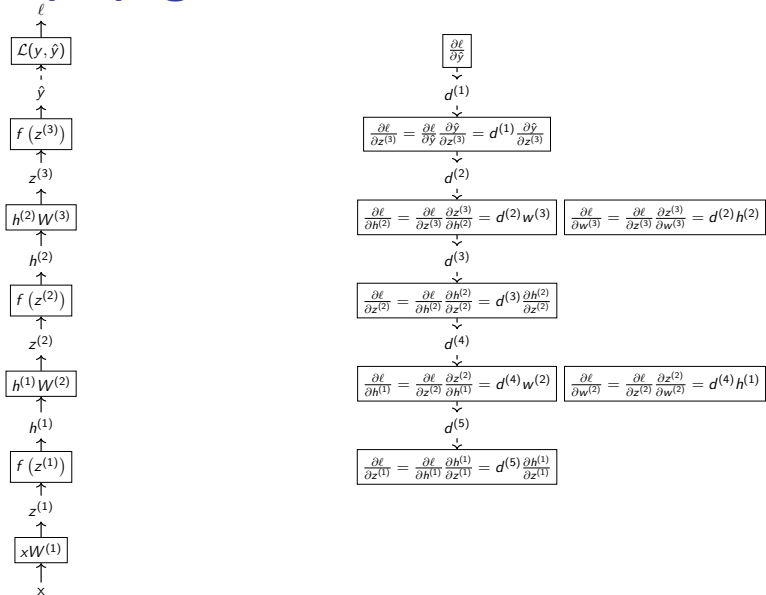 ℓ
ℒ(y, ŷ)
ŷ
f (z^(3))
z^(3)
h^(2)W^(3)
h^(2)
f (z^(2))
z^(2)
h^(1)W^(2)
h^(1)
f (z^(1))
z^(1)
xW^(1)
x
∂ℓ/∂ŷ
d^(1)
∂ℓ/∂z^(3) = ∂ℓ/∂ŷ ∂ŷ/∂z^(3) = d^(1) ∂ŷ/∂z^(3)
d^(2)
∂ℓ/∂h^(2) = ∂ℓ/∂z^(3) ∂z^(3)/∂h^(2) = d^(2)w^(3)
∂ℓ/∂w^(3) = ∂ℓ/∂z^(3) ∂z^(3)/∂w^(3) = d^(2)h^(2)
d^(3)
∂ℓ/∂z^(2) = ∂ℓ/∂h^(2) ∂h^(2)/∂z^(2) = d^(3) ∂h^(2)/∂z^(2)
d^(4)
∂ℓ/∂h^(1) = ∂ℓ/∂z^(2) ∂z^(2)/∂h^(1) = d^(4)w^(2)
∂ℓ/∂w^(2) = ∂ℓ/∂z^(2) ∂z^(2)/∂w^(2) = d^(4)h^(1)
d^(5)
∂ℓ/∂z^(1) = ∂ℓ/∂h^(1) ∂h^(1)/∂z^(1) = d^(5) ∂h^(1)/∂z^(1)